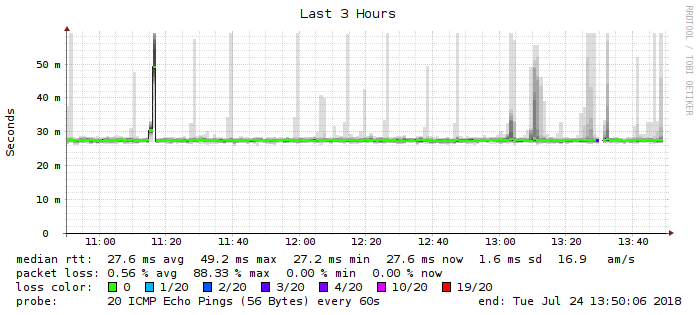 Last 3 Hours
RRDTOOL / TOBI OETIKER
Seconds
50 m
40 m
30 m
20 m
10 m
0
11:00 11:20 11:40 12:00 12:20 12:40 13:00 13:20 13:40
median rtt: 27.6 ms avg 49.2 ms max 27.2 ms min 27.6 ms now 1.6 ms sd 16.9 am/s
packet loss: 0.56 % avg 88.33 % max 0.00 % min 0.00 % now
loss color: 0 1/20 2/20 3/20 4/20 10/20 19/20
probe: 20 ICMP Echo Pings (56 Bytes) every 60s end: Tue Jul 24 13:50:06 2018